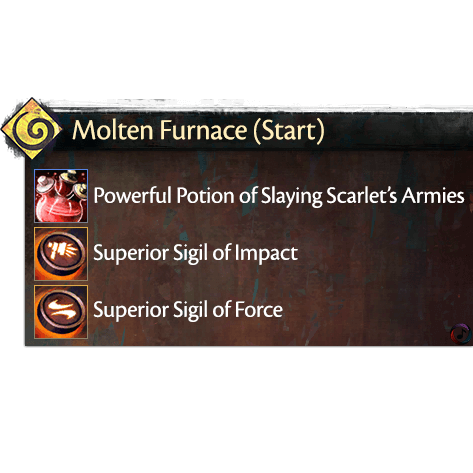 Molten Furnace (Start)
Powerful Potion of Slaying Scarlet's Armies
Superior Sigil of Impact
Superior Sigil of Force